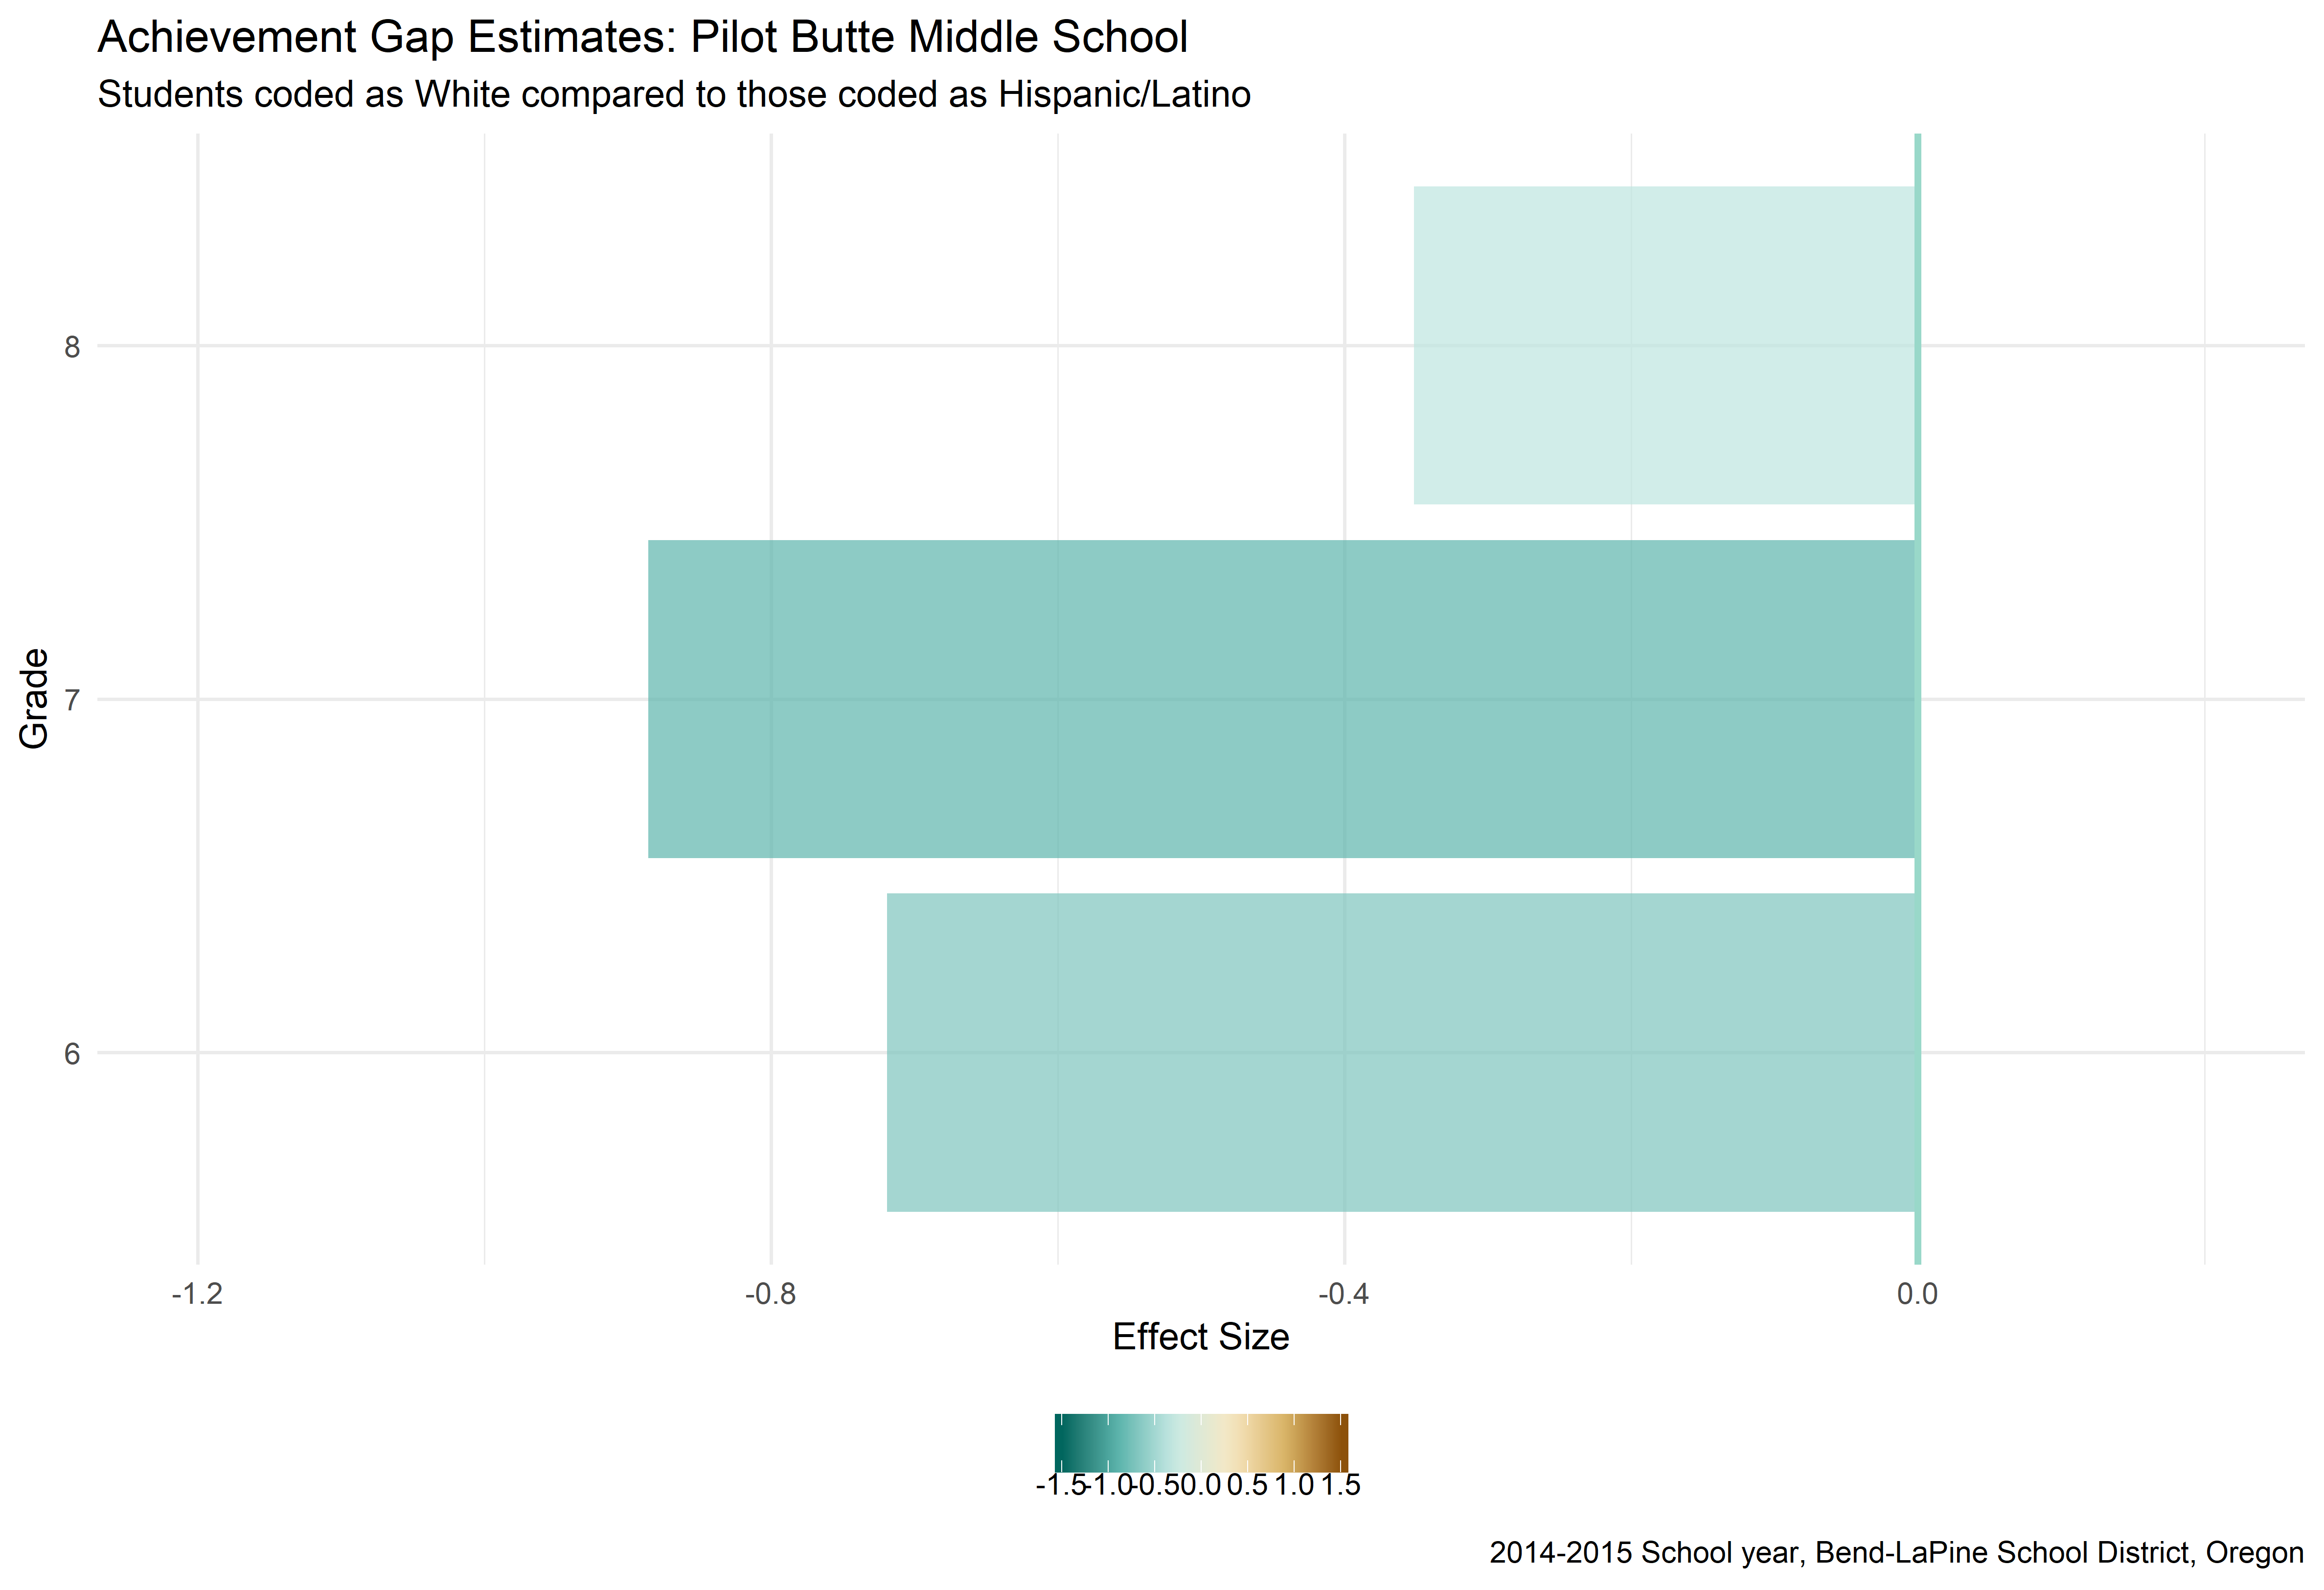 Achievement Gap Estimates: Pilot Butte Middle School
Students coded as White compared to those coded as Hispanic/Latino
8
7
6
Grade
-1.2
-0.8
-0.4
0.0
Effect Size
-1.5
-1.0
-0.5
0.0
0.5
1.0
1.5
2014-2015 School year, Bend-LaPine School District, Oregon